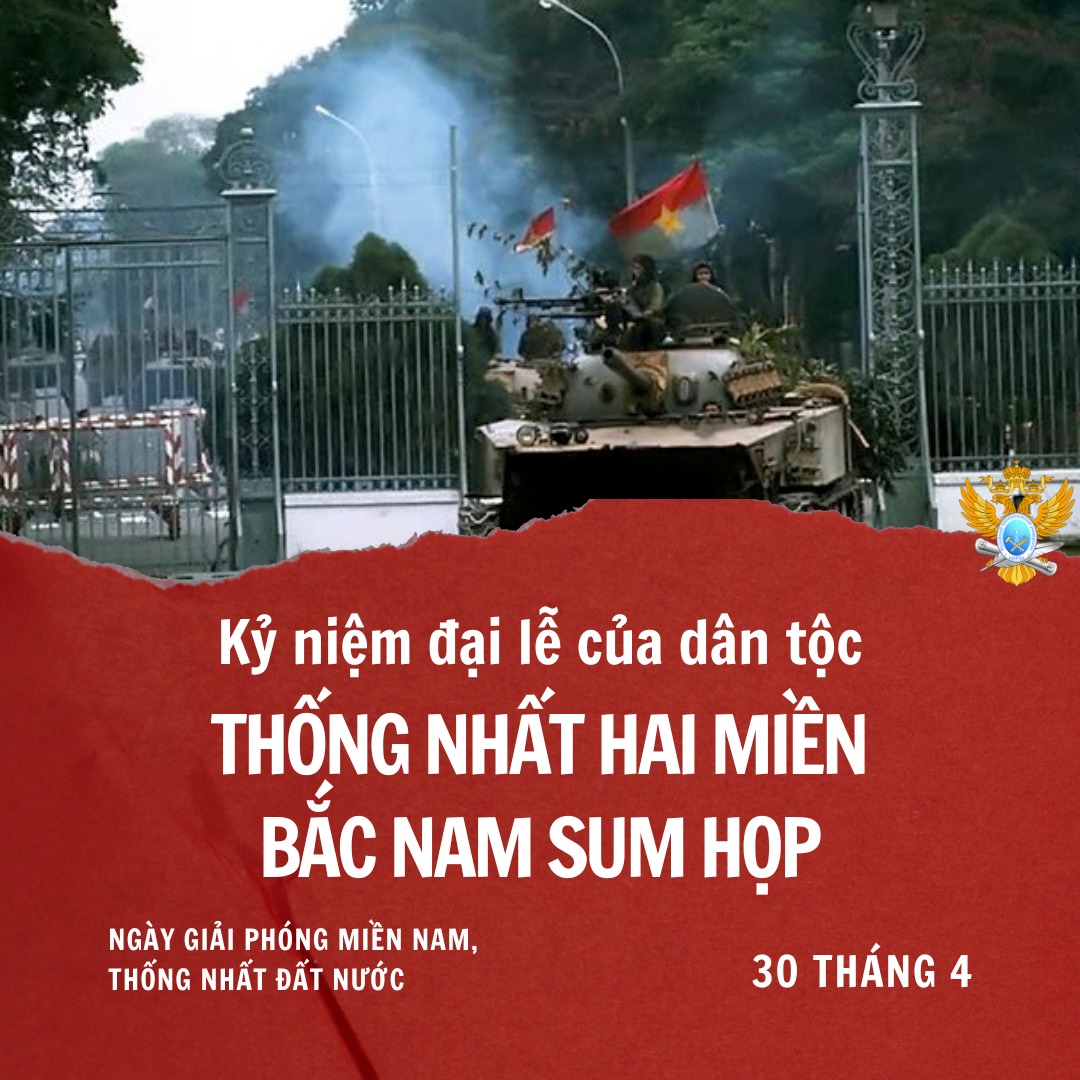 Kỷ niệm đại lễ của dân tộc
THỐNG NHẤT HAI MIỀN
BẮC NAM SUM HỌP
NGÀY GIẢI PHÓNG MIỀN NAM,
THỐNG NHẤT ĐẤT NƯỚC
30 THÁNG 4